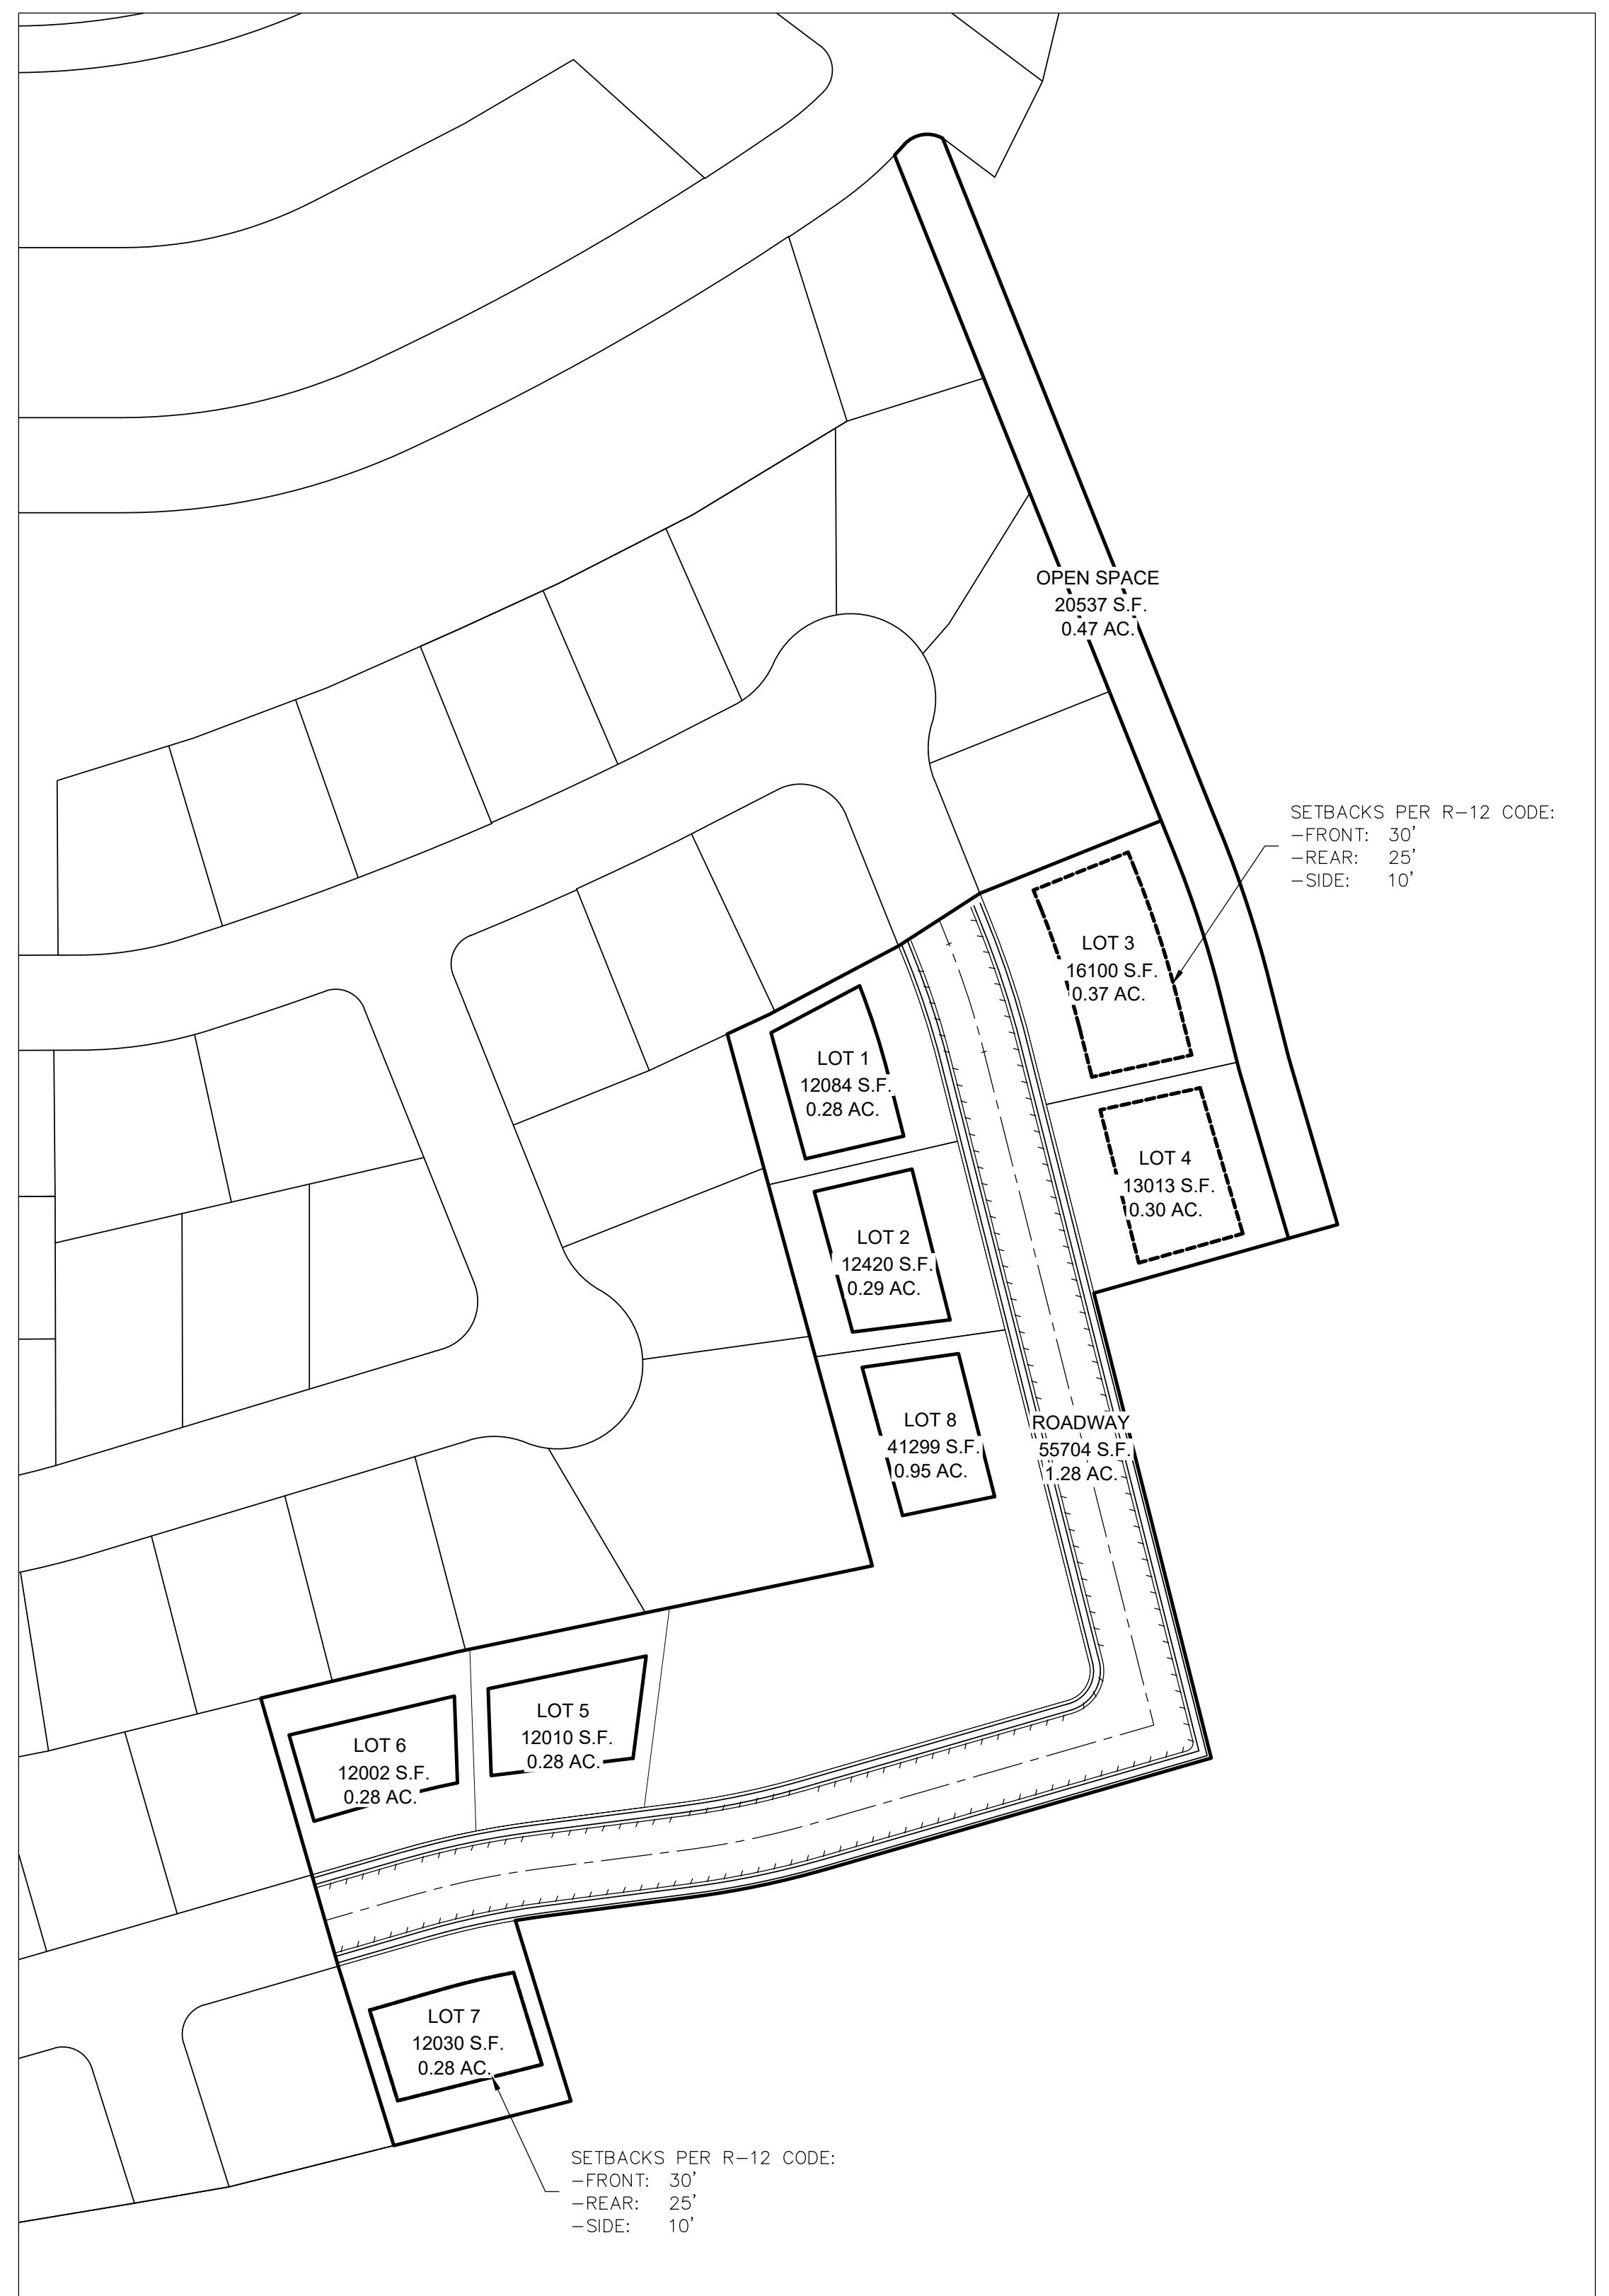 OPEN SPACE
20537 S.F.
0.47 AC.
SETBACKS PER R-12 CODE:
-FRONT: 30'
-REAR: 25'
-SIDE: 10'
LOT 3
16100 S.F.
0.37 AC.
LOT 1
12084 S.F.
0.28 AC.
LOT 4
13013 S.F.
0.30 AC.
LOT 2
12420 S.F.
0.29 AC.
LOT 8
41299 S.F.
0.95 AC.
ROADWAY
55704 S.F.
1.28 AC.
LOT 5
12010 S.F.
0.28 AC.
LOT 6
12002 S.F.
0.28 AC.
LOT 7
12030 S.F.
0.28 AC.
SETBACKS PER R-12 CODE:
-FRONT: 30'
-REAR: 25'
-SIDE: 10'